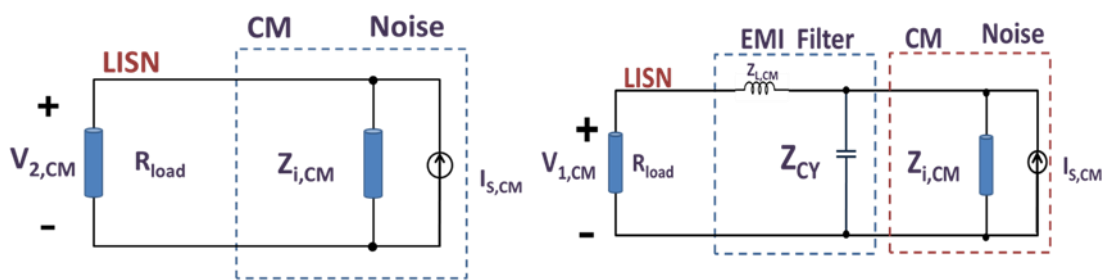 CM Noise
LISN
+
V2,CM
Rload
Zi,CM
IS,CM
-
EMI Filter
CM Noise
LISN
ZL,CM
+
V1,CM
Rload
ZCY
Zi,CM
IS,CM
-